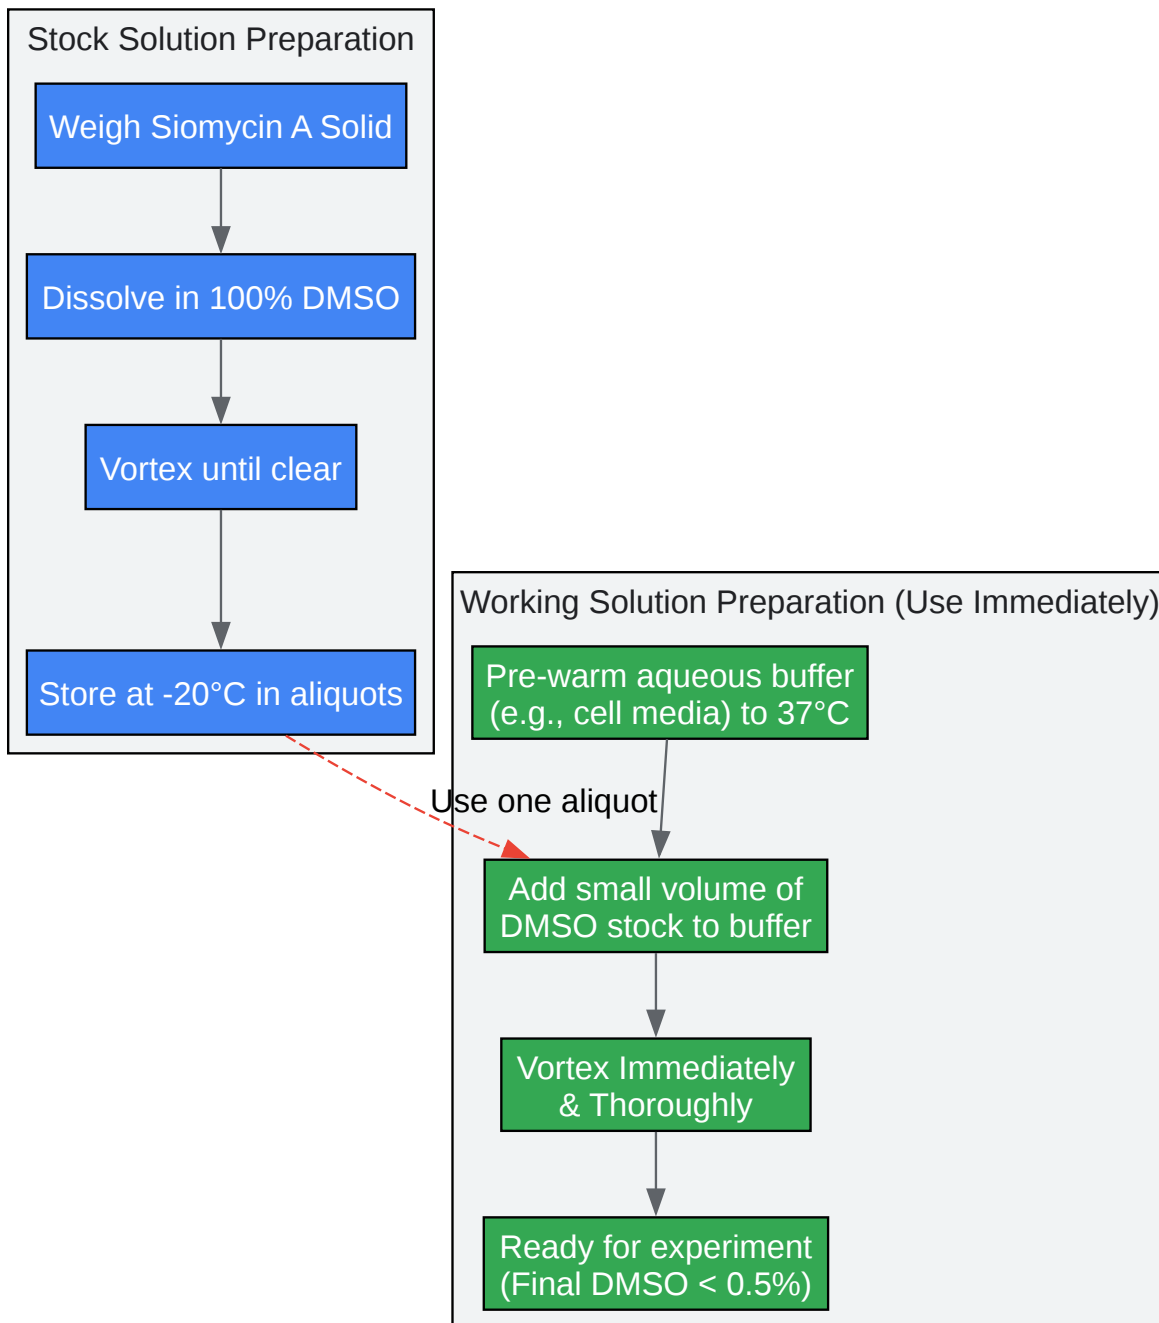 Stock Solution Preparation
Weigh Siomycin A Solid
Dissolve in 100% DMSO
Vortex until clear
Store at -20°C in aliquots
Working Solution Preparation (Use Immediately)
Pre-warm aqueous buffer
(e.g., cell media) to 37°C
Use one aliquot
Add small volume of
DMSO stock to buffer
Vortex Immediately
& Thoroughly
Ready for experiment
(Final DMSO < 0.5%)